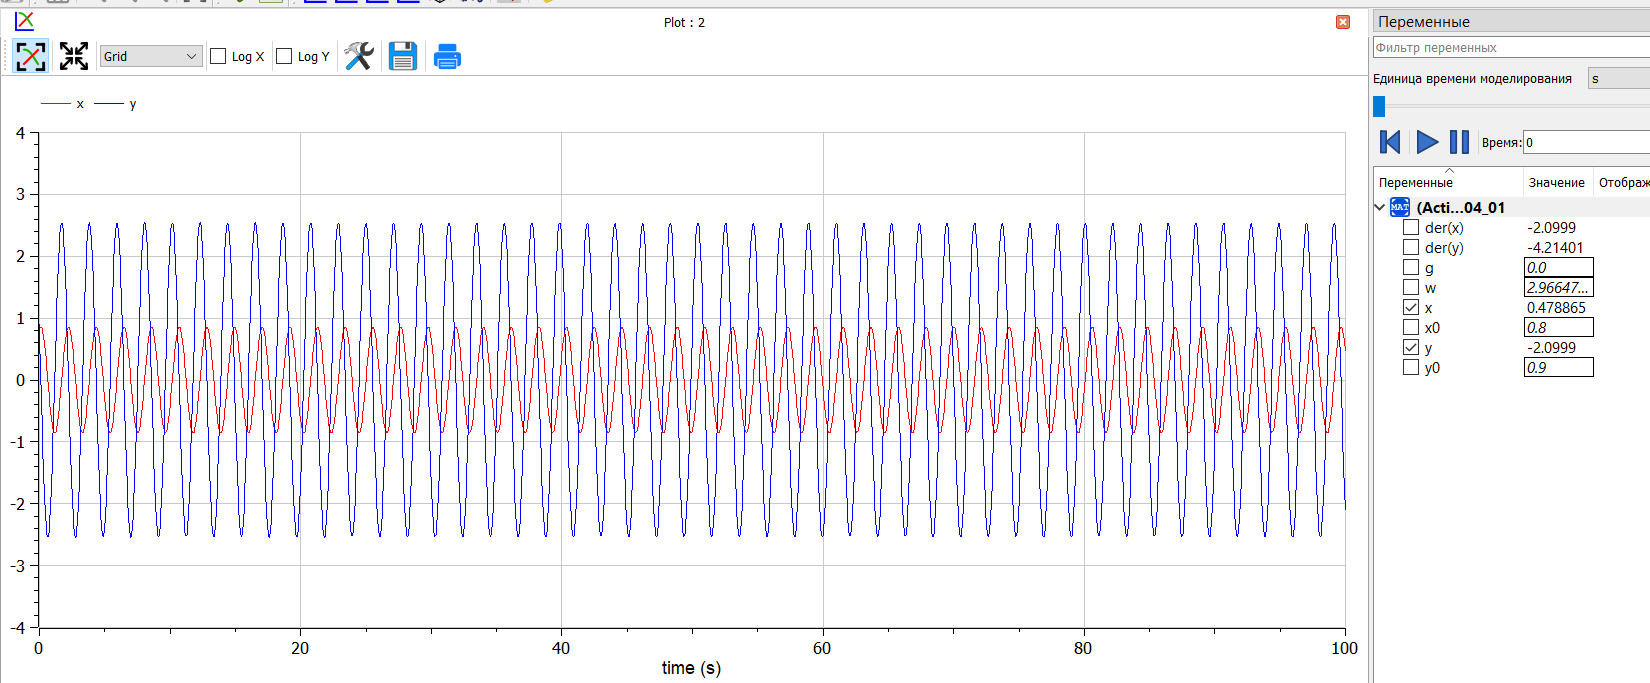 Plot : 2
Grid
Log X
Log Y
x
y
4
3
2
1
0
-1
-2
-3
-4
0
20
40
60
80
100
time (s)
Переменные
Фильтр переменных
Единица времени моделирования
s
Время: 0
Переменные Значение Отображ
MAT (Acti...04_01
der(x) -2.0999
der(y) -4.21401
g 0.0
w 2.96647...
x 0.478865
x0 0.8
y -2.0999
y0 0.9